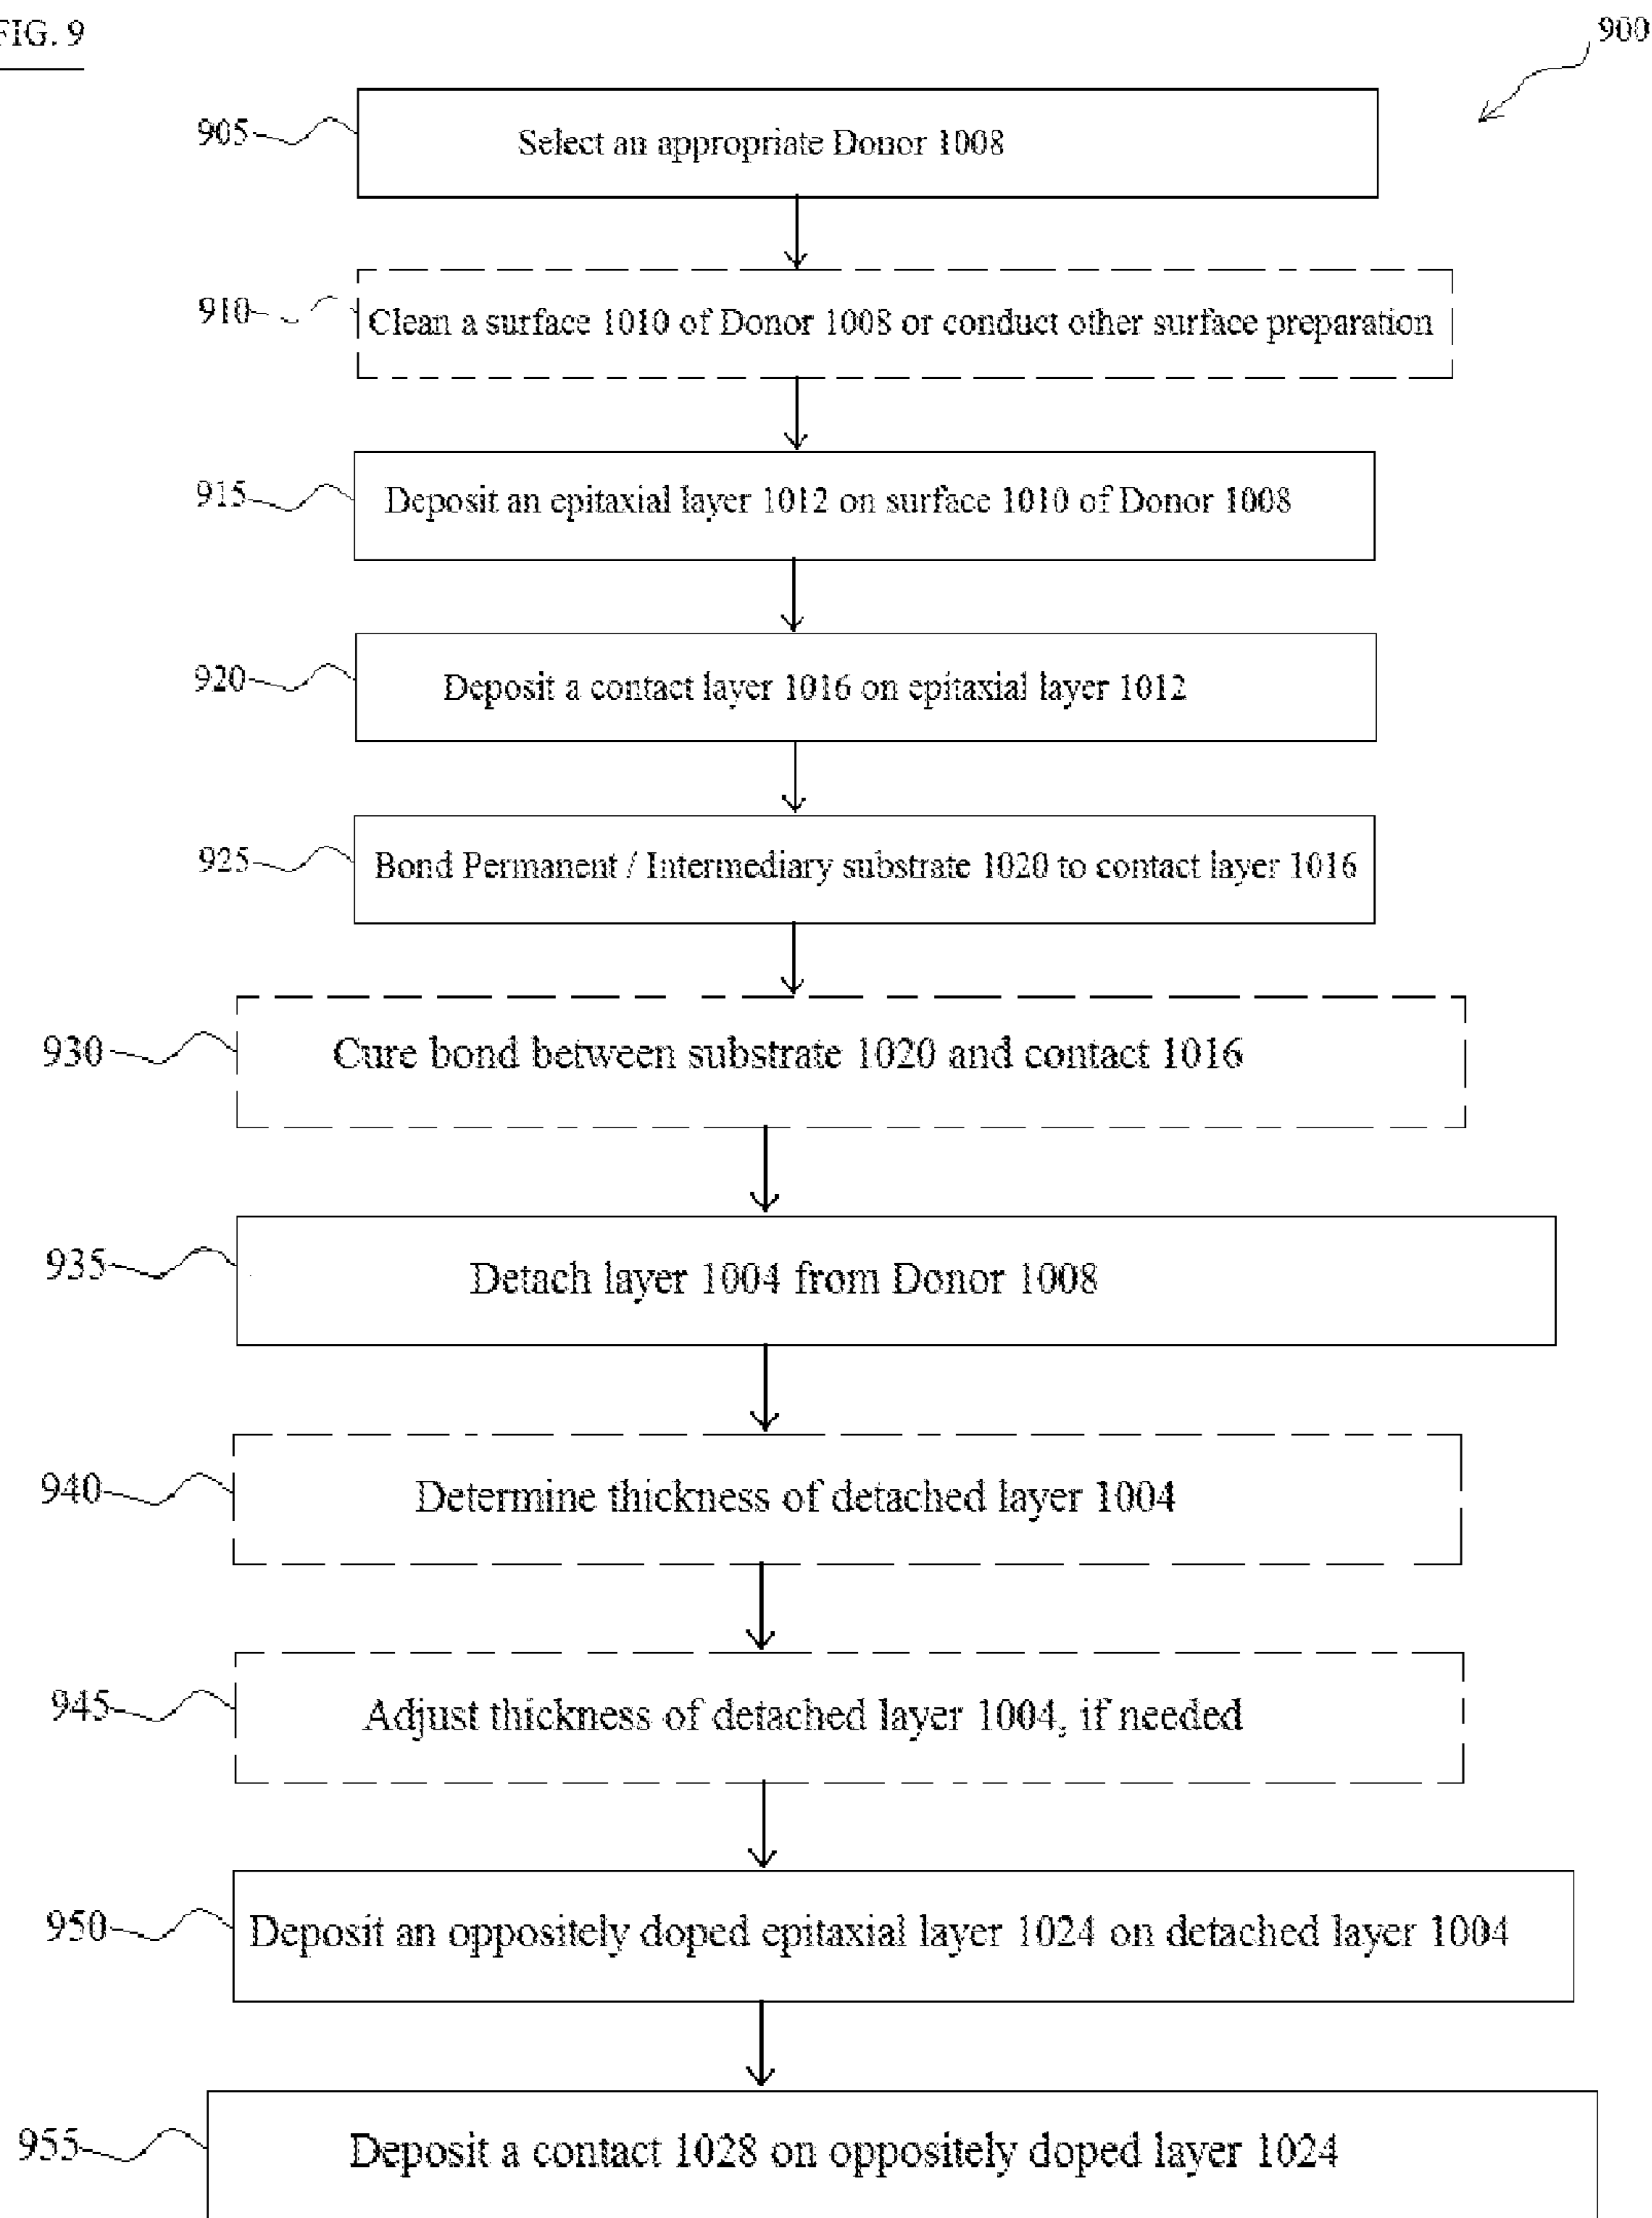 FIG. 9
900
905
Select an appropriate Donor 1008
910
Clean a surface 1010 of Donor 1008 or conduct other surface preparation
915
Deposit an epitaxial layer 1012 on surface 1010 of Donor 1008
920
Deposit a contact layer 1016 on epitaxial layer 1012
925
Bond Permanent / Intermediary substrate 1020 to contact layer 1016
930
Cure bond between substrate 1020 and contact 1016
935
Detach layer 1004 from Donor 1008
940
Determine thickness of detached layer 1004
945
Adjust thickness of detached layer 1004, if needed
950
Deposit an oppositely doped epitaxial layer 1024 on detached layer 1004
955
Deposit a contact 1028 on oppositely doped layer 1024